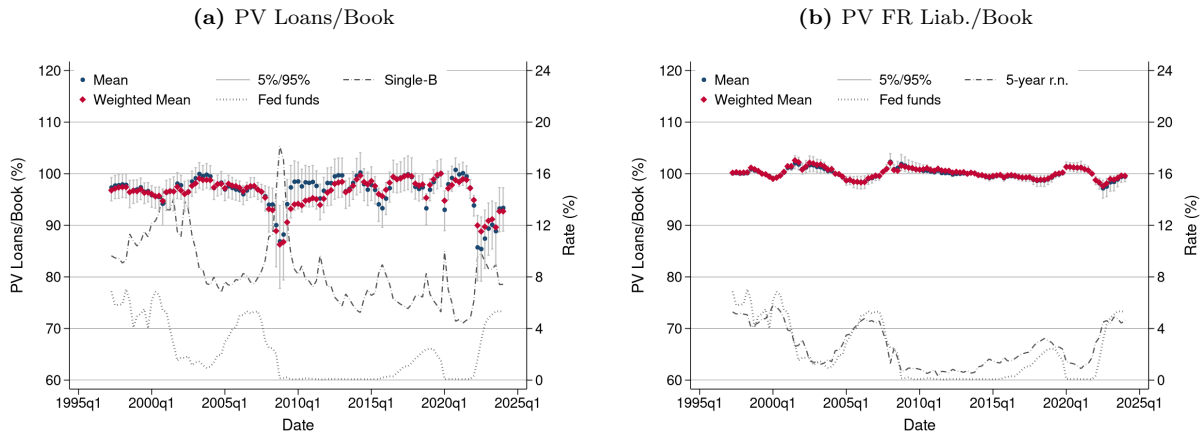 (a) PV Loans/Book
120
110
100
90
80
70
60
PV Loans/Book (%)
Mean
Weighted Mean
5%/95%
Fed funds
Single-B
24
20
16
12
8
4
0
Rate (%)
1995q1 2000q1 2005q1 2010q1 2015q1 2020q1 2025q1
Date
(b) PV FR Liab./Book
120
110
100
90
80
70
60
PV Loans/Book (%)
Mean
Weighted Mean
5%/95%
Fed funds
5-year r.n.
24
20
16
12
8
4
0
Rate (%)
1995q1 2000q1 2005q1 2010q1 2015q1 2020q1 2025q1
Date